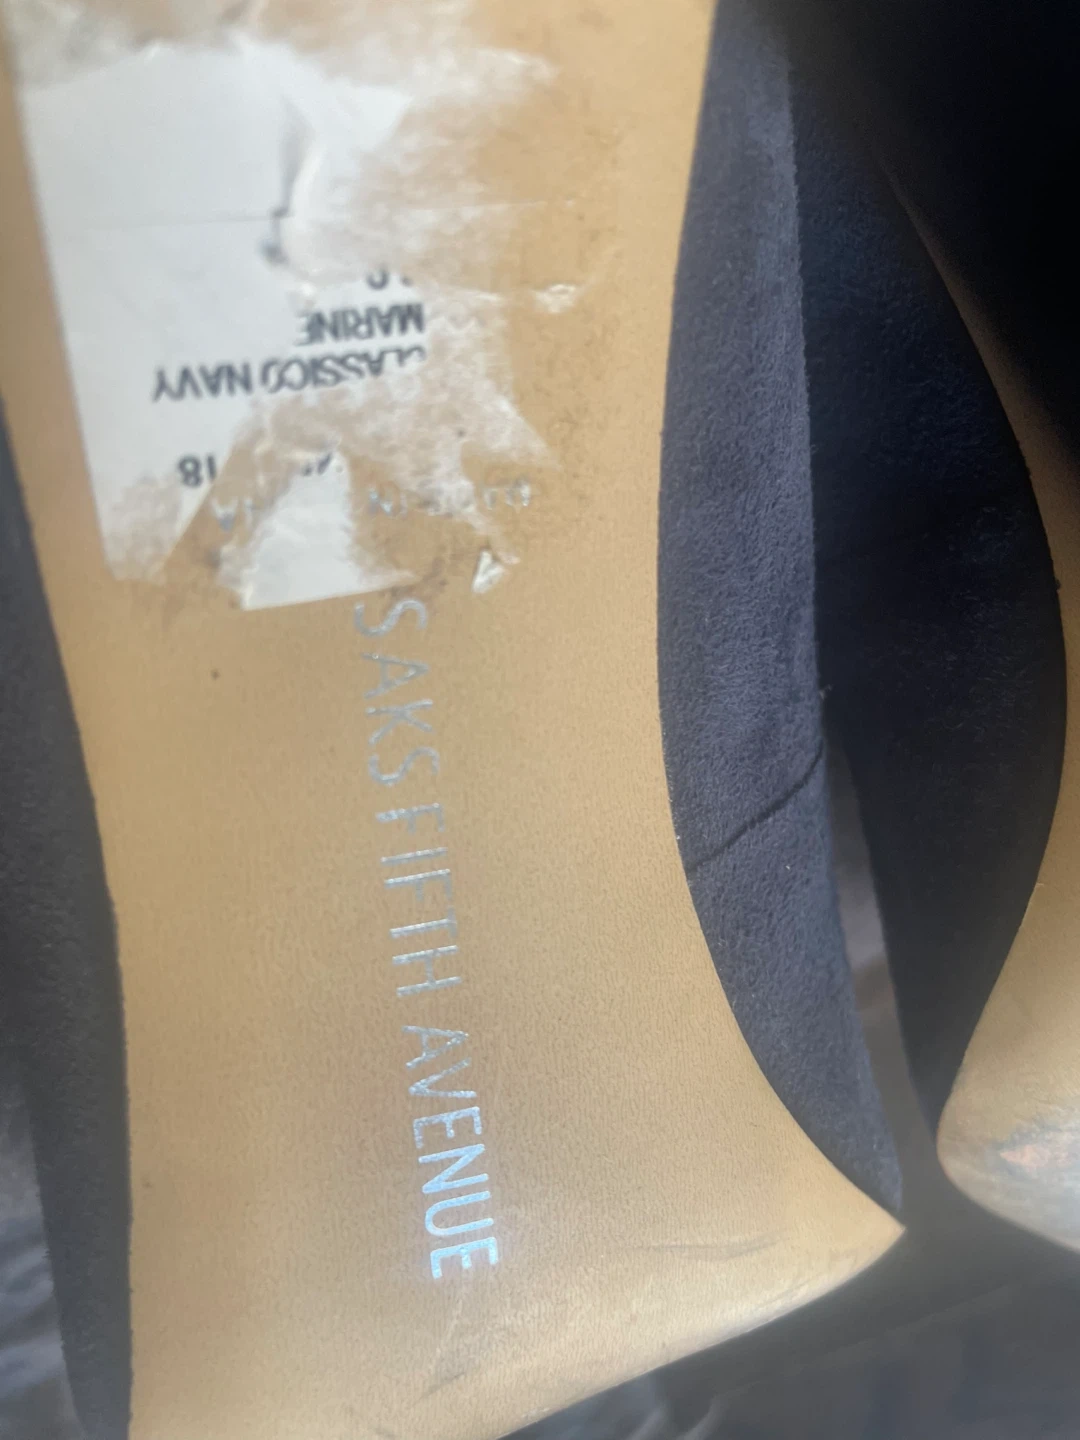 MARINE
CLASSICO NAVY
18
SAKS FIFTH AVENUE